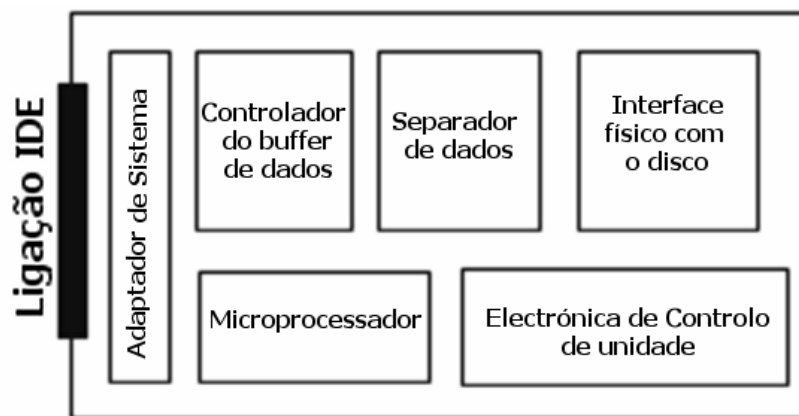 Ligação IDE
Adaptador de Sistema
Controlador
do buffer
de dados
Separador
de dados
Interface
físico com
o disco
Microprocessador
Electrónica de Controlo
de unidade